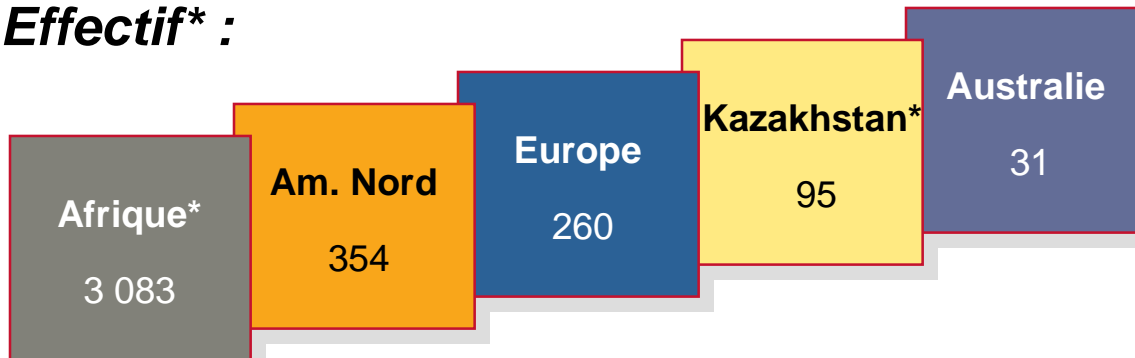 Effectif* :
Afrique*
3 083
Am. Nord
354
Europe
260
Kazakhstan*
95
Australie
31